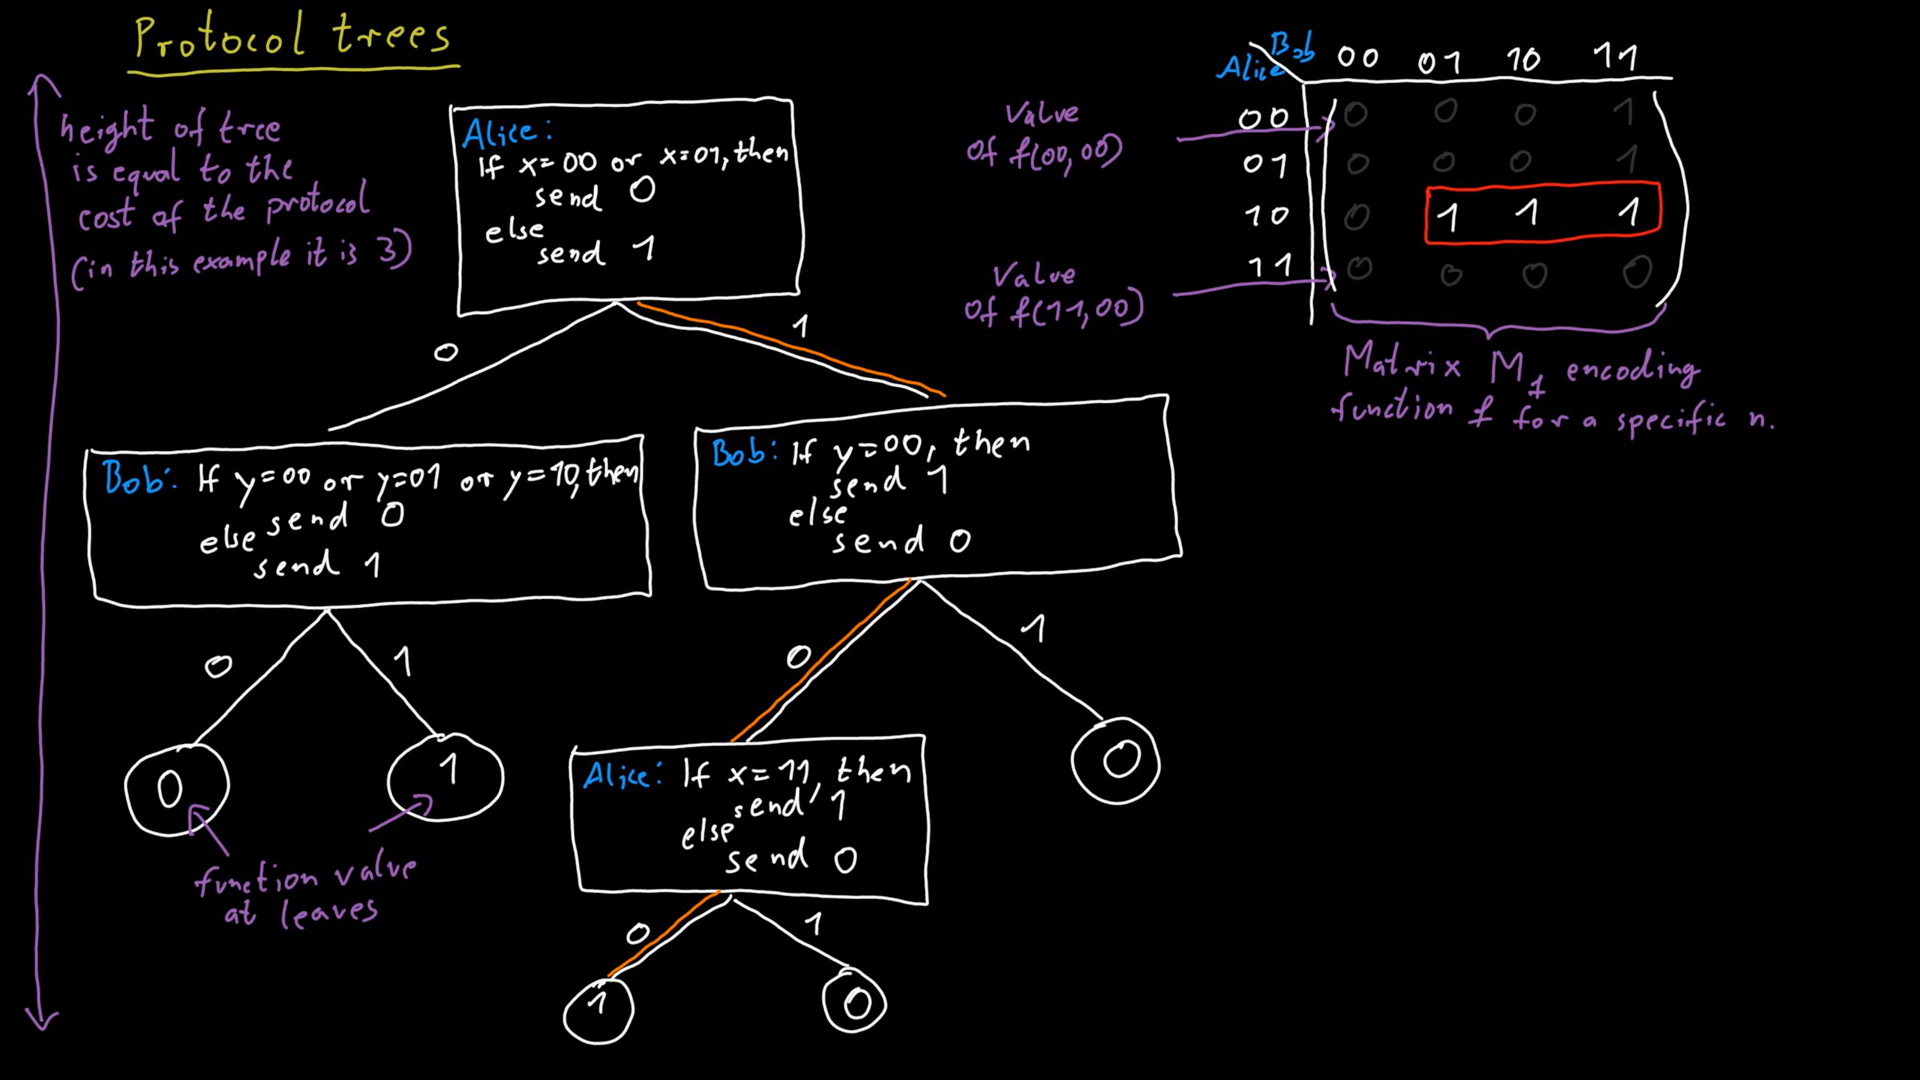 Protocol trees
height of tree
is equal to the
cost of the protocol
(in this example it is 3)
Alice:
If x=00 or x=01, then
send 0
else
send 1
0
1
Bob: If y=00 or y=01 or y=10, then
send 0
else
send 1
0
1
0
1
function value
at leaves
Bob: If y=00, then
send 1
else
send 0
0
1
0
Alice: If x=11, then
send 1
else
send 0
0
1
1
0
Bob
Alice
00 01 10 11
00 0 0 0 1
01 0 0 0 1
10 0 1 1 1
11 0 0 0 0
Value
of f(00,00)
Value
of f(11,00)
Matrix M_f encoding
function f for a specific n.